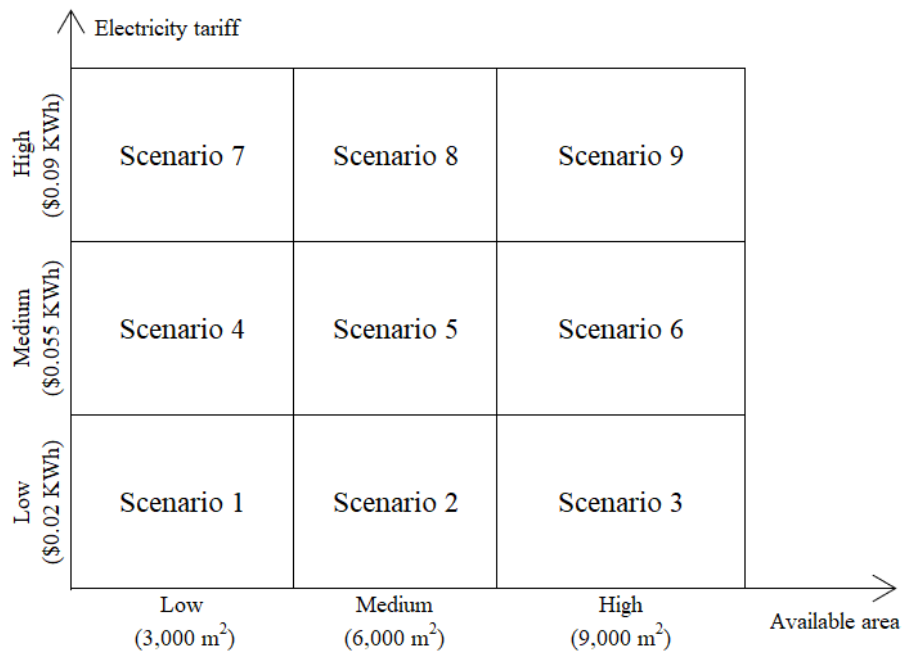 Electricity tariff
High
($0.09 KWh)
Scenario 7
Scenario 8
Scenario 9
Medium
($0.055 KWh)
Scenario 4
Scenario 5
Scenario 6
Low
($0.02 KWh)
Scenario 1
Scenario 2
Scenario 3
Low
(3,000 m²)
Medium
(6,000 m²)
High
(9,000 m²)
Available area